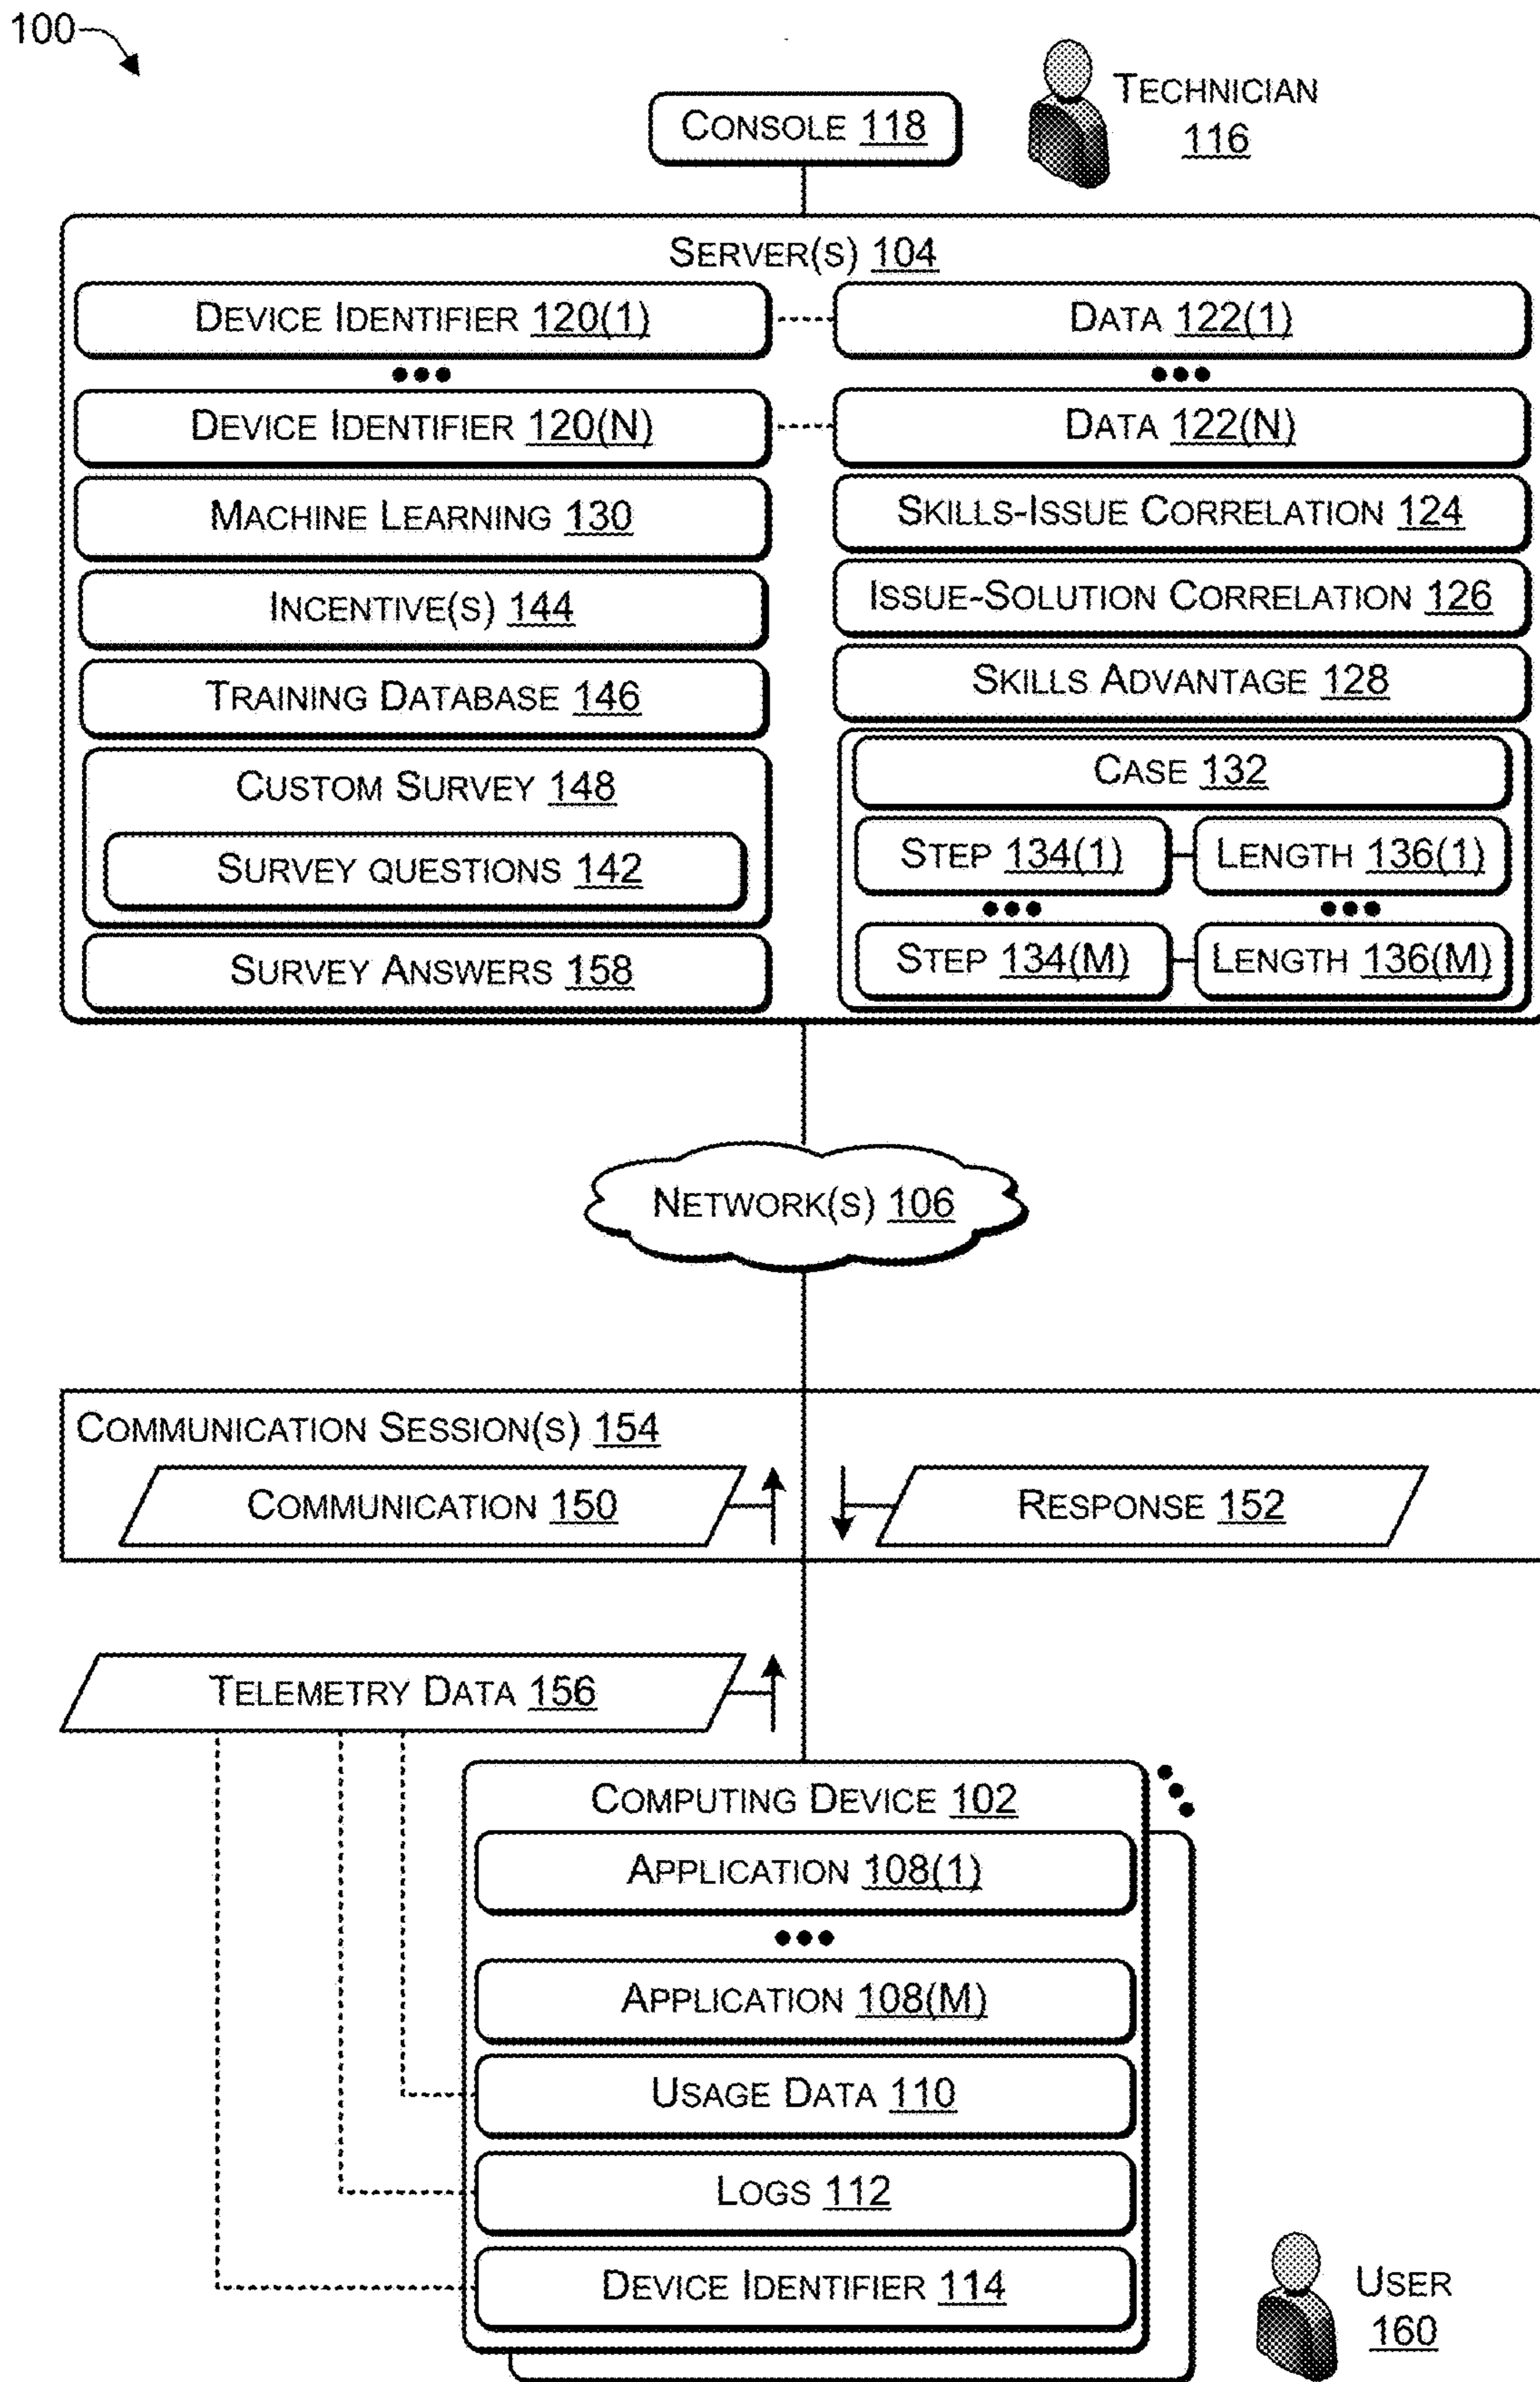 100
CONSOLE 118
TECHNICIAN
116
SERVER(S) 104
DEVICE IDENTIFIER 120(1)
DATA 122(1)
DEVICE IDENTIFIER 120(N)
DATA 122(N)
MACHINE LEARNING 130
SKILLS-ISSUE CORRELATION 124
INCENTIVE(S) 144
ISSUE-SOLUTION CORRELATION 126
TRAINING DATABASE 146
SKILLS ADVANTAGE 128
CUSTOM SURVEY 148
CASE 132
SURVEY QUESTIONS 142
STEP 134(1)
LENGTH 136(1)
SURVEY ANSWERS 158
STEP 134(M)
LENGTH 136(M)
NETWORK(S) 106
COMMUNICATION SESSION(S) 154
COMMUNICATION 150
RESPONSE 152
TELEMETRY DATA 156
COMPUTING DEVICE 102
APPLICATION 108(1)
APPLICATION 108(M)
USAGE DATA 110
LOGS 112
DEVICE IDENTIFIER 114
USER
160